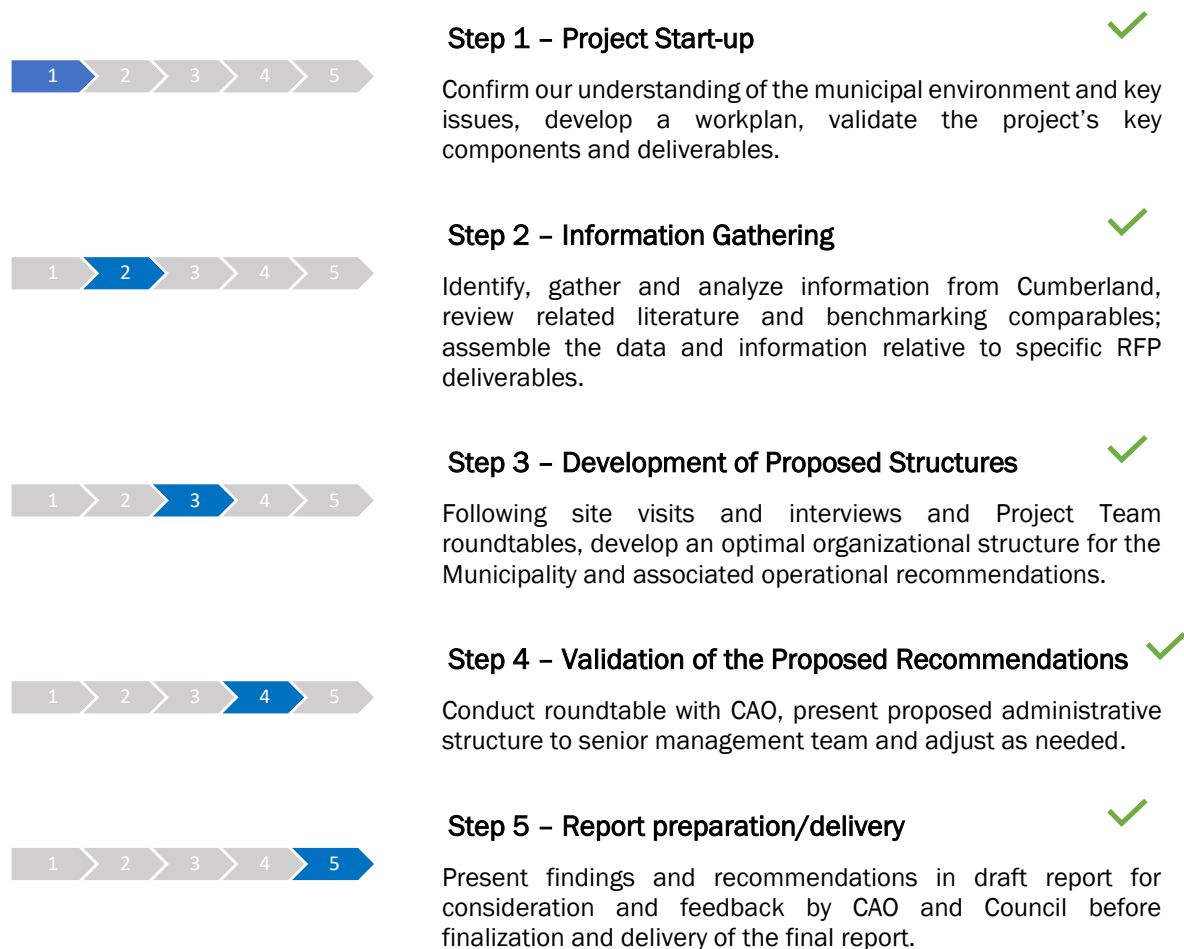 Step 1 – Project Start-up
1 2 3 4 5
Confirm our understanding of the municipal environment and key
issues, develop a workplan, validate the project's key
components and deliverables.
Step 2 – Information Gathering
1 2 3 4 5
Identify, gather and analyze information from Cumberland,
review related literature and benchmarking comparables;
assemble the data and information relative to specific RFP
deliverables.
Step 3 – Development of Proposed Structures
1 2 3 4 5
Following site visits and interviews and Project Team
roundtables, develop an optimal organizational structure for the
Municipality and associated operational recommendations.
Step 4 – Validation of the Proposed Recommendations
1 2 3 4 5
Conduct roundtable with CAO, present proposed administrative
structure to senior management team and adjust as needed.
Step 5 – Report preparation/delivery
1 2 3 4 5
Present findings and recommendations in draft report for
consideration and feedback by CAO and Council before
finalization and delivery of the final report.